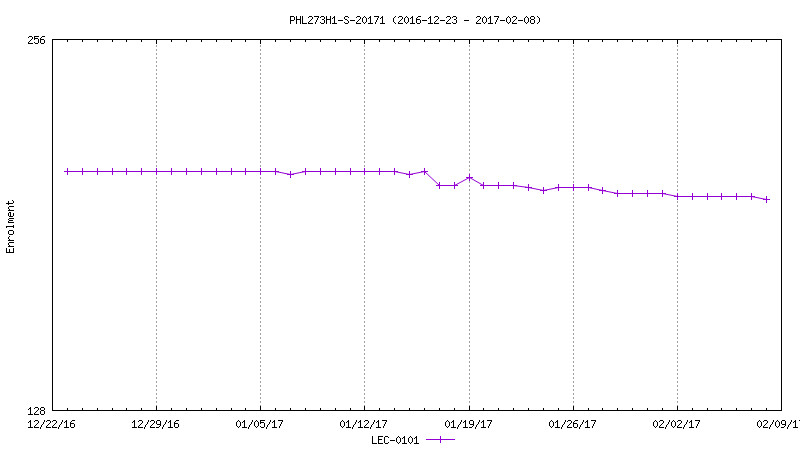 PHL273H1-S-20171 (2016-12-23 - 2017-02-08)
256
Enrolment
128
12/22/16 12/29/16 01/05/17 01/12/17 01/19/17 01/26/17 02/02/17 02/09/1
LEC-0101